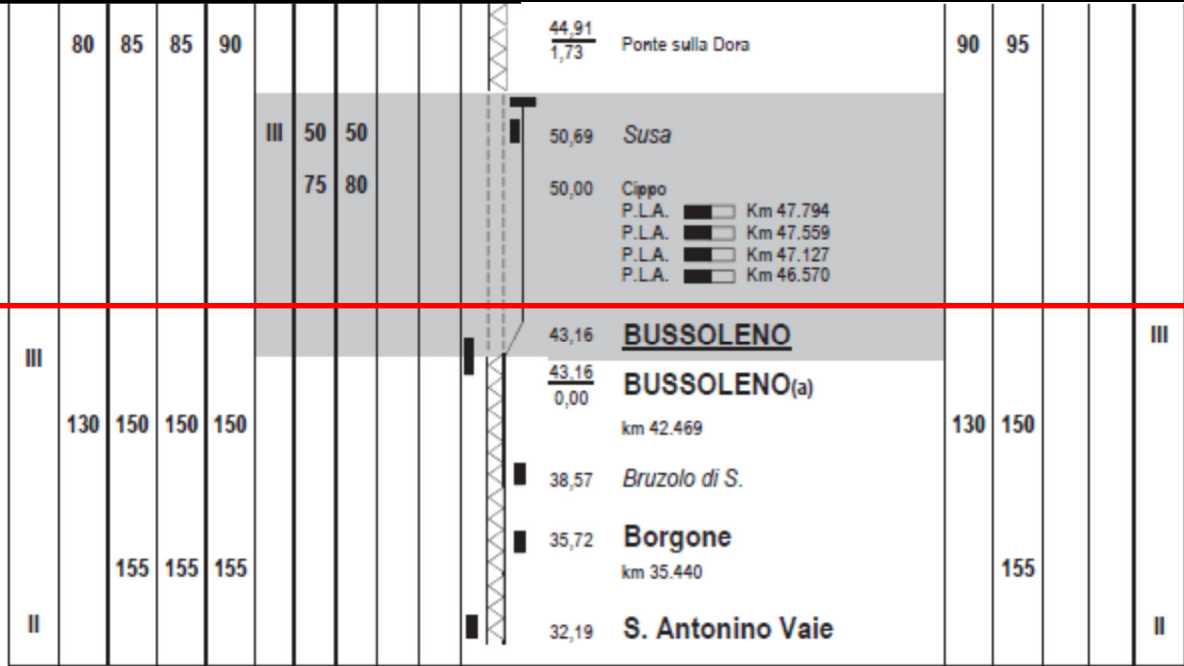 80 85 85 90 44,91 Ponte sulla Dora 90 95
1,73
III 50 50 50,69 Susa
75 80 50,00 Cippo
P.L.A. Km 47.794
P.L.A. Km 47.559
P.L.A. Km 47.127
P.L.A. Km 46.570
43,16 BUSSOLENO III
III 43,16 BUSSOLENO(a)
0,00
130 150 150 150 km 42.469 130 150
38,57 Bruzolo di S.
35,72 Borgone
155 155 155 km 35.440 155
II 32,19 S. Antonino Vaie II